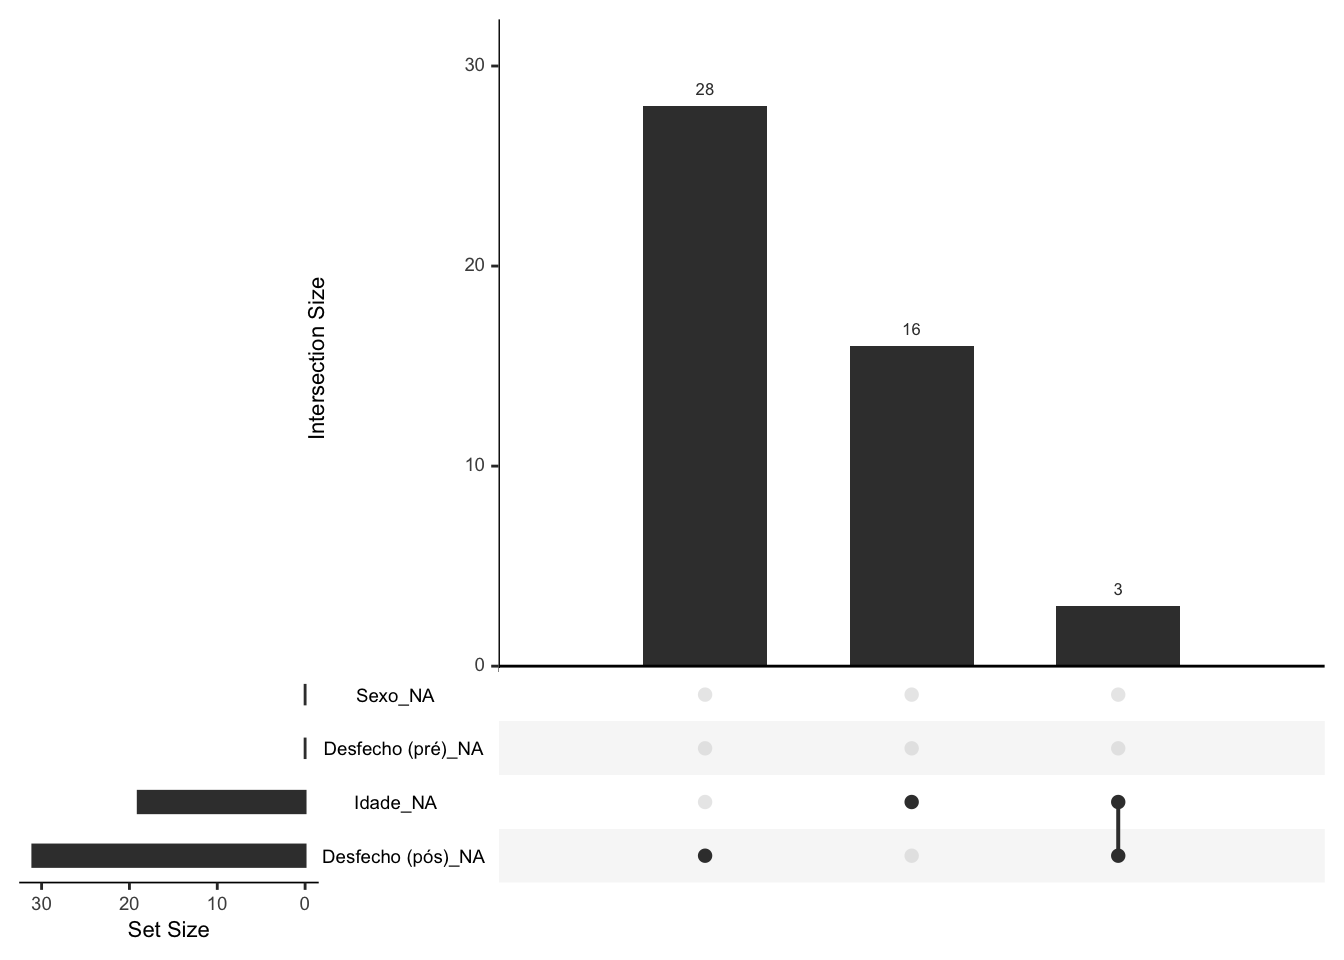 30
28
20
16
Intersection Size
10
3
0
Sexo_NA
Desfecho (pré)_NA
Idade_NA
Desfecho (pós)_NA
30 20 10 0
Set Size